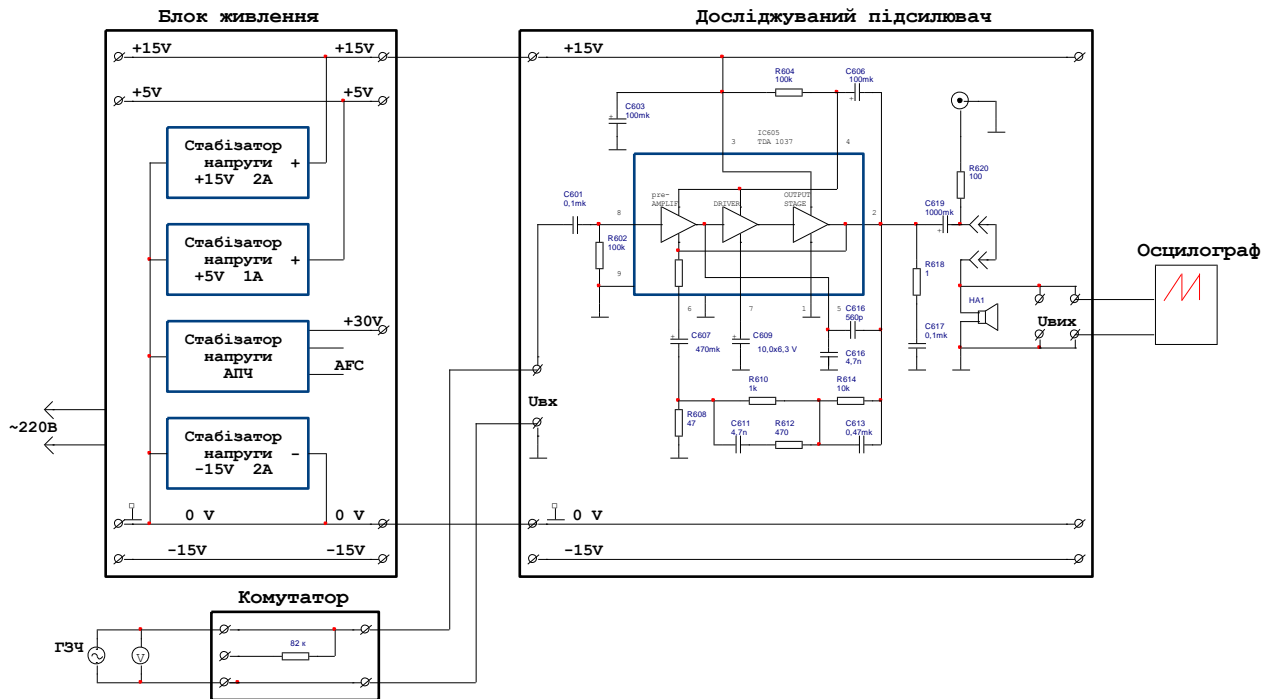 Блок живлення
Досліджуваний підсилювач
+15V
+15V
+15V
+5V
+5V
Стабізатор
напруги +
+15V 2А
Стабізатор
напруги +
+5V 1А
+30V
Стабізатор
напруги
АПЧ
AFC
~220В
Стабізатор
напруги -
-15V 2А
0 V
0 V
0 V
-15V
-15V
-15V
R604
100k
C606
100mk
+
C603
100mk
+
IC605
TDA 1037
3
4
R620
100
C601
0,1mk
pre-
AMPLIF
DRIVER
OUTPUT
STAGE
8
2
C619
1000mk
+
R602
100k
9
R618
1
Осцилограф
6
7
1
5
C616
560p
HA1
Uвих
C607
470mk
+
C609
10,0x6,3 V
+
C616
4,7n
C617
0,1mk
Uвх
R610
1k
R614
10k
R608
47
C611
4,7n
R612
470
C613
0,47mk
Комутатор
ГЗЧ
V
82 к